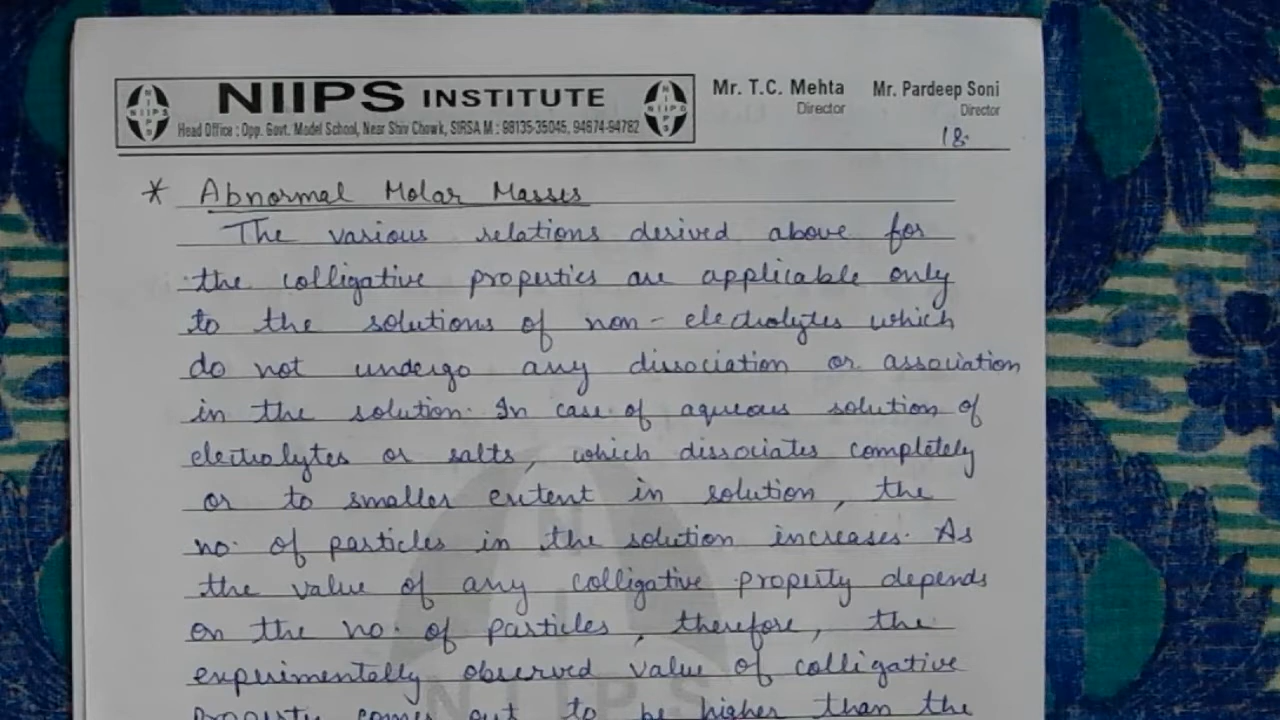 NIIPS INSTITUTE
Head Office : Opp. Govt. Model School, Near Shiv Chowk, SIRSA M : 98135-35045, 94674-94762
Mr. T.C. Mehta
Director
Mr. Pardeep Soni
Director
18.
* Abnormal Molar Masses
The various relations derived above for
the colligative properties are applicable only
to the solutions of non-electrolytes which
do not undergo any dissociation or association
in the solution. In case of aqueous solution of
electrolytes or salts, which dissociates completely
or to smaller extent in solution, the
no. of particles in the solution increases. As
the value of any colligative property depends
on the no. of particles, therefore, the
experimentally observed value of colligative
property comes out to be higher than the
NIIPS